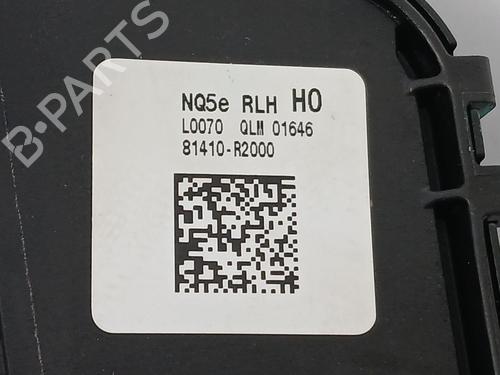 B-PARTS
NQ5e RLH H0
L0070 QLM 01646
81410-R2000